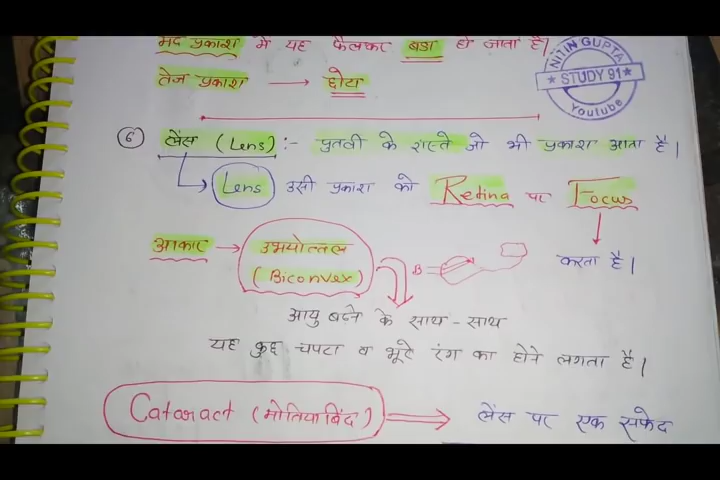 मंद प्रकाश में यह फैलकर बडा हो जाता है।
NITIN GUPTA
STUDY 91
Youtube
तेज प्रकाश → छोटा
6 लेंस (Lens) :- पुतली के रास्ते जो भी प्रकाश आता है।
Lens उसी प्रकाश को Retina पर Focus
करता है।
आकार → उभयोत्तल
(Biconvex)
आयु बढ़ने के साथ-साथ
यह कुछ चपटा व भूरे रंग का होने लगता है।
Cataract (मोतियाबिंद) ⇒ लेंस पर एक सफेद